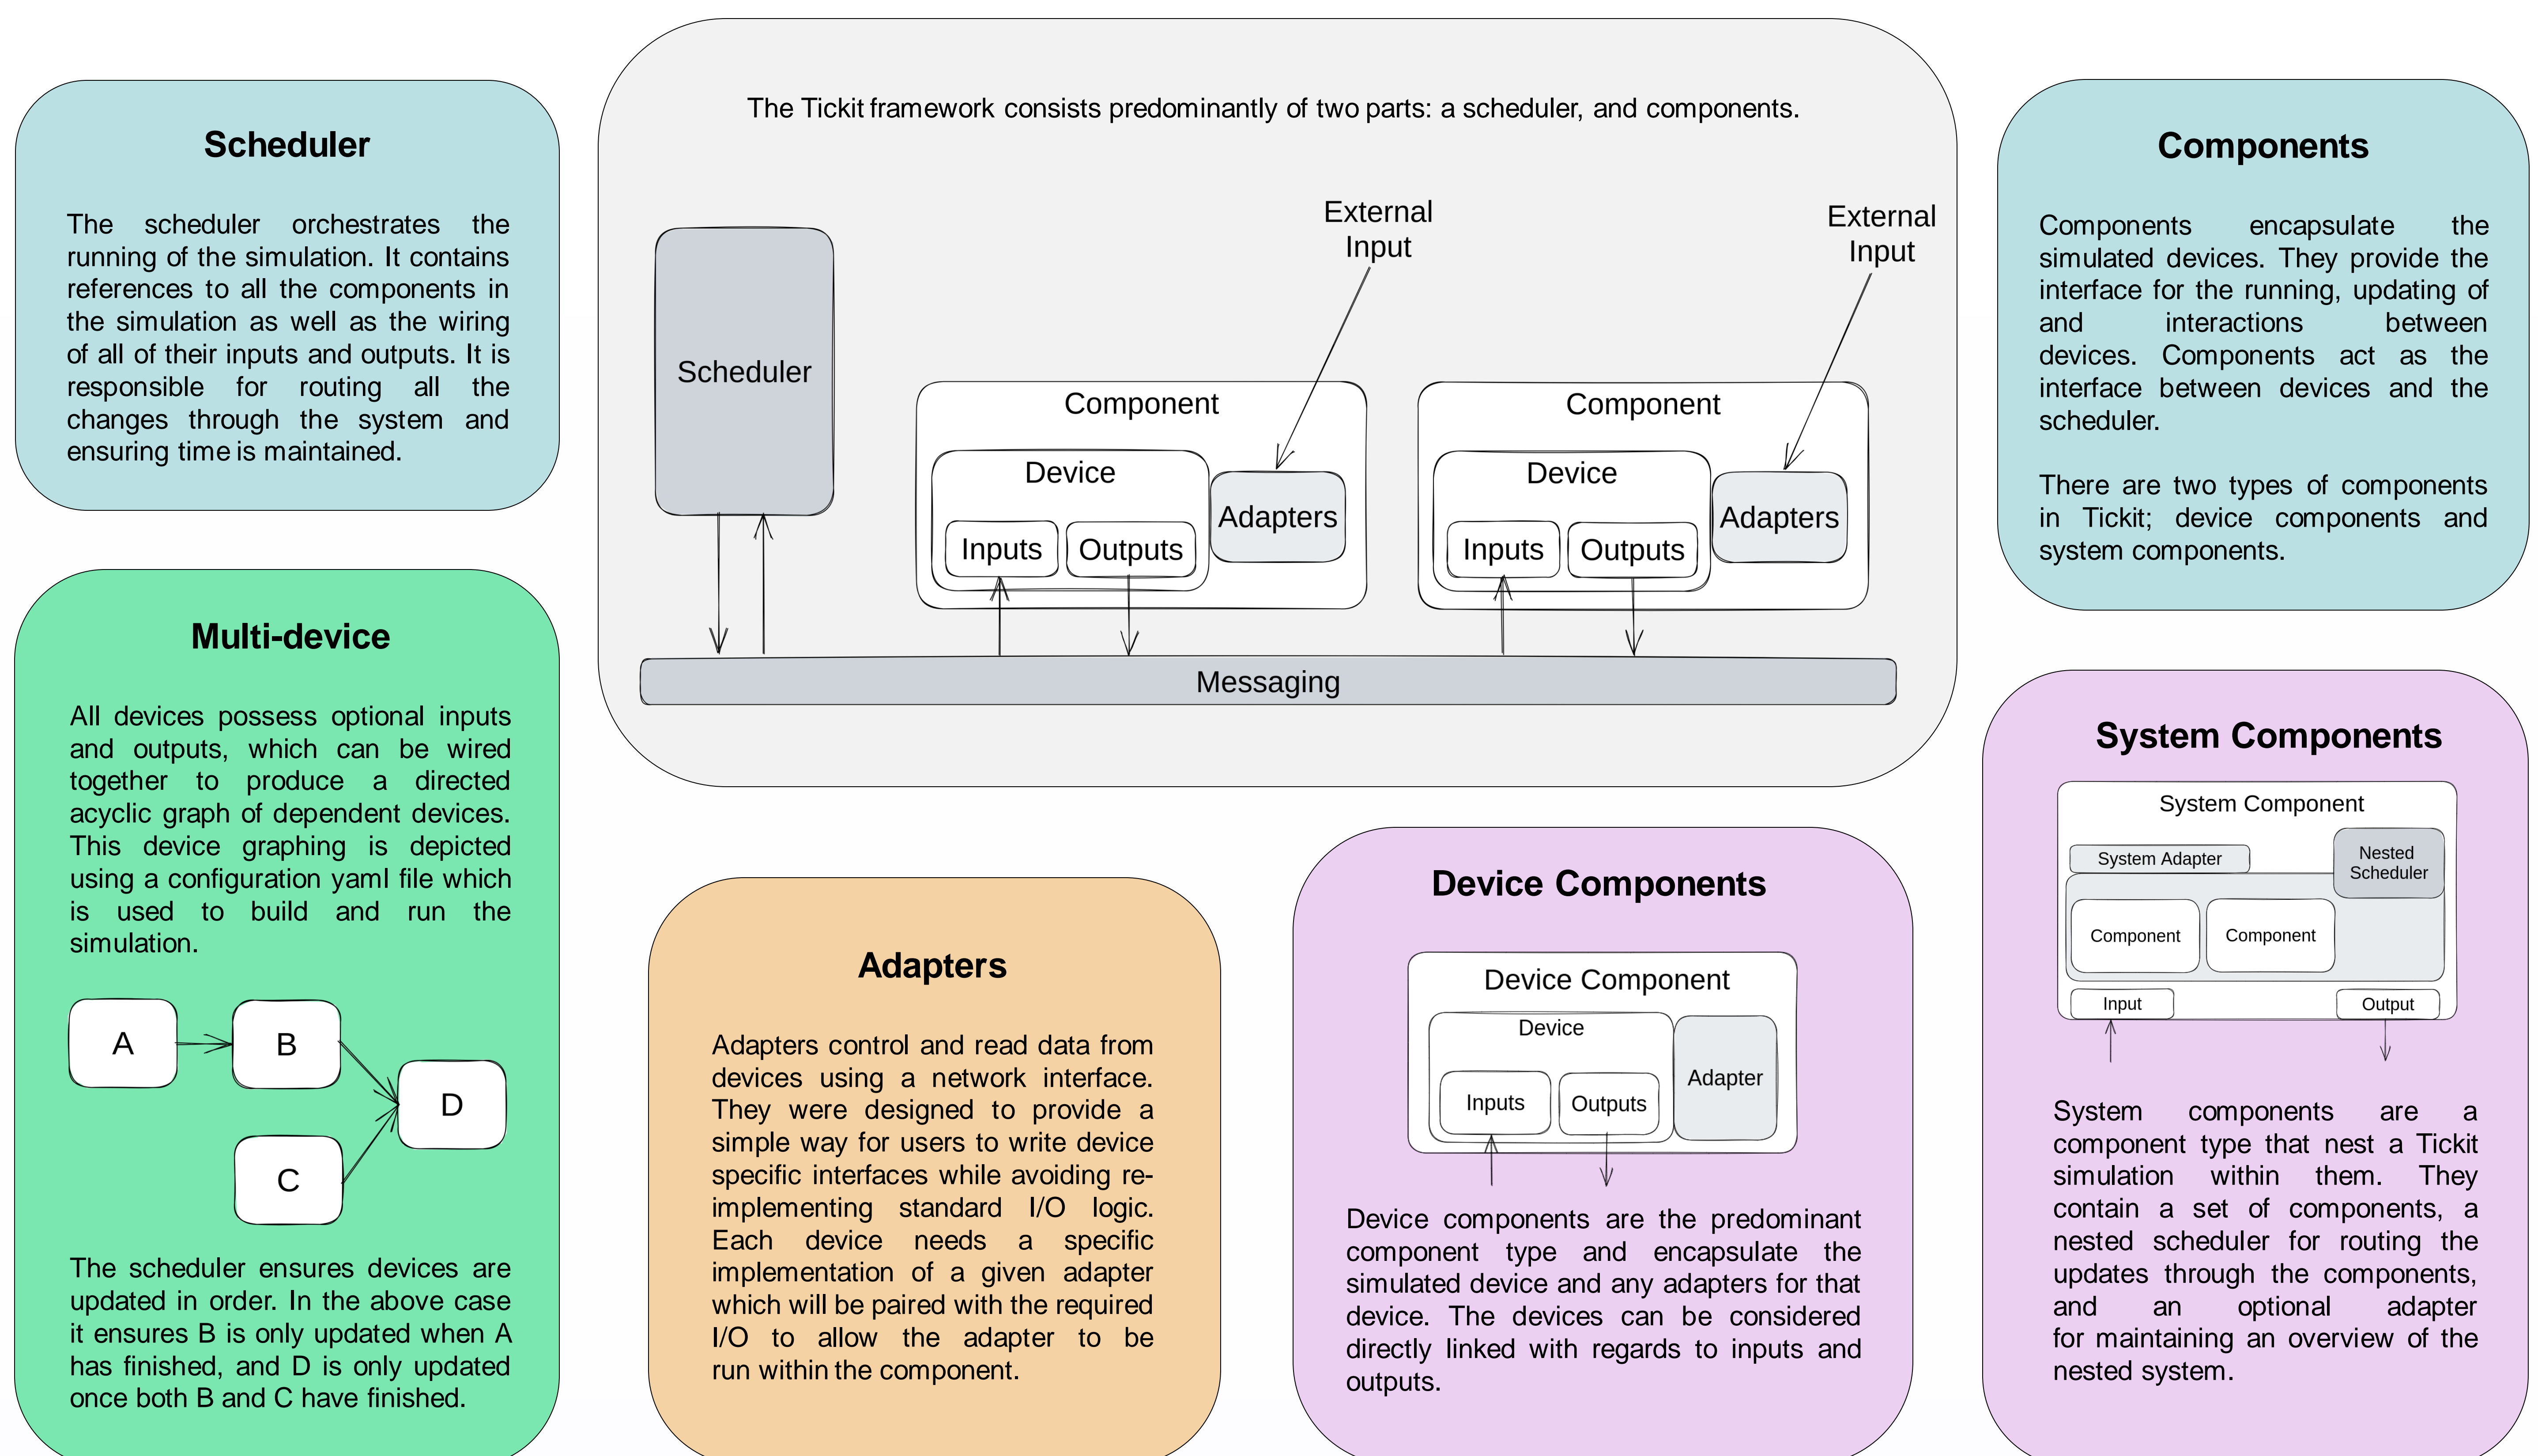 Scheduler
The scheduler orchestrates the
running of the simulation. It contains
references to all the components in
the simulation as well as the wiring
of all of their inputs and outputs. It is
responsible for routing all the
changes through the system and
ensuring time is maintained.
The Tickit framework consists predominantly of two parts: a scheduler, and components.
External
Input
External
Input
Scheduler
Component
Device
Inputs
Outputs
Adapters
Component
Device
Inputs
Outputs
Adapters
Messaging
Components
Components encapsulate the
simulated devices. They provide the
interface for the running, updating of
and interactions between
devices. Components act as the
interface between devices and the
scheduler.
There are two types of components
in Tickit; device components and
system components.
Multi-device
All devices possess optional inputs
and outputs, which can be wired
together to produce a directed
acyclic graph of dependent devices.
This device graphing is depicted
using a configuration yaml file which
is used to build and run the
simulation.
A
B
D
C
The scheduler ensures devices are
updated in order. In the above case
it ensures B is only updated when A
has finished, and D is only updated
once both B and C have finished.
Adapters
Adapters control and read data from
devices using a network interface.
They were designed to provide a
simple way for users to write device
specific interfaces while avoiding re-
implementing standard I/O logic.
Each device needs a specific
implementation of a given adapter
which will be paired with the required
I/O to allow the adapter to be
run within the component.
Device Components
Device Component
Device
Inputs
Outputs
Adapter
Device components are the predominant
component type and encapsulate the
simulated device and any adapters for that
device. The devices can be considered
directly linked with regards to inputs and
outputs.
System Components
System Component
System Adapter
Nested
Scheduler
Component
Component
Input
Output
System components are a
component type that nest a Tickit
simulation within them. They
contain a set of components, a
nested scheduler for routing the
updates through the components,
and an optional adapter
for maintaining an overview of the
nested system.